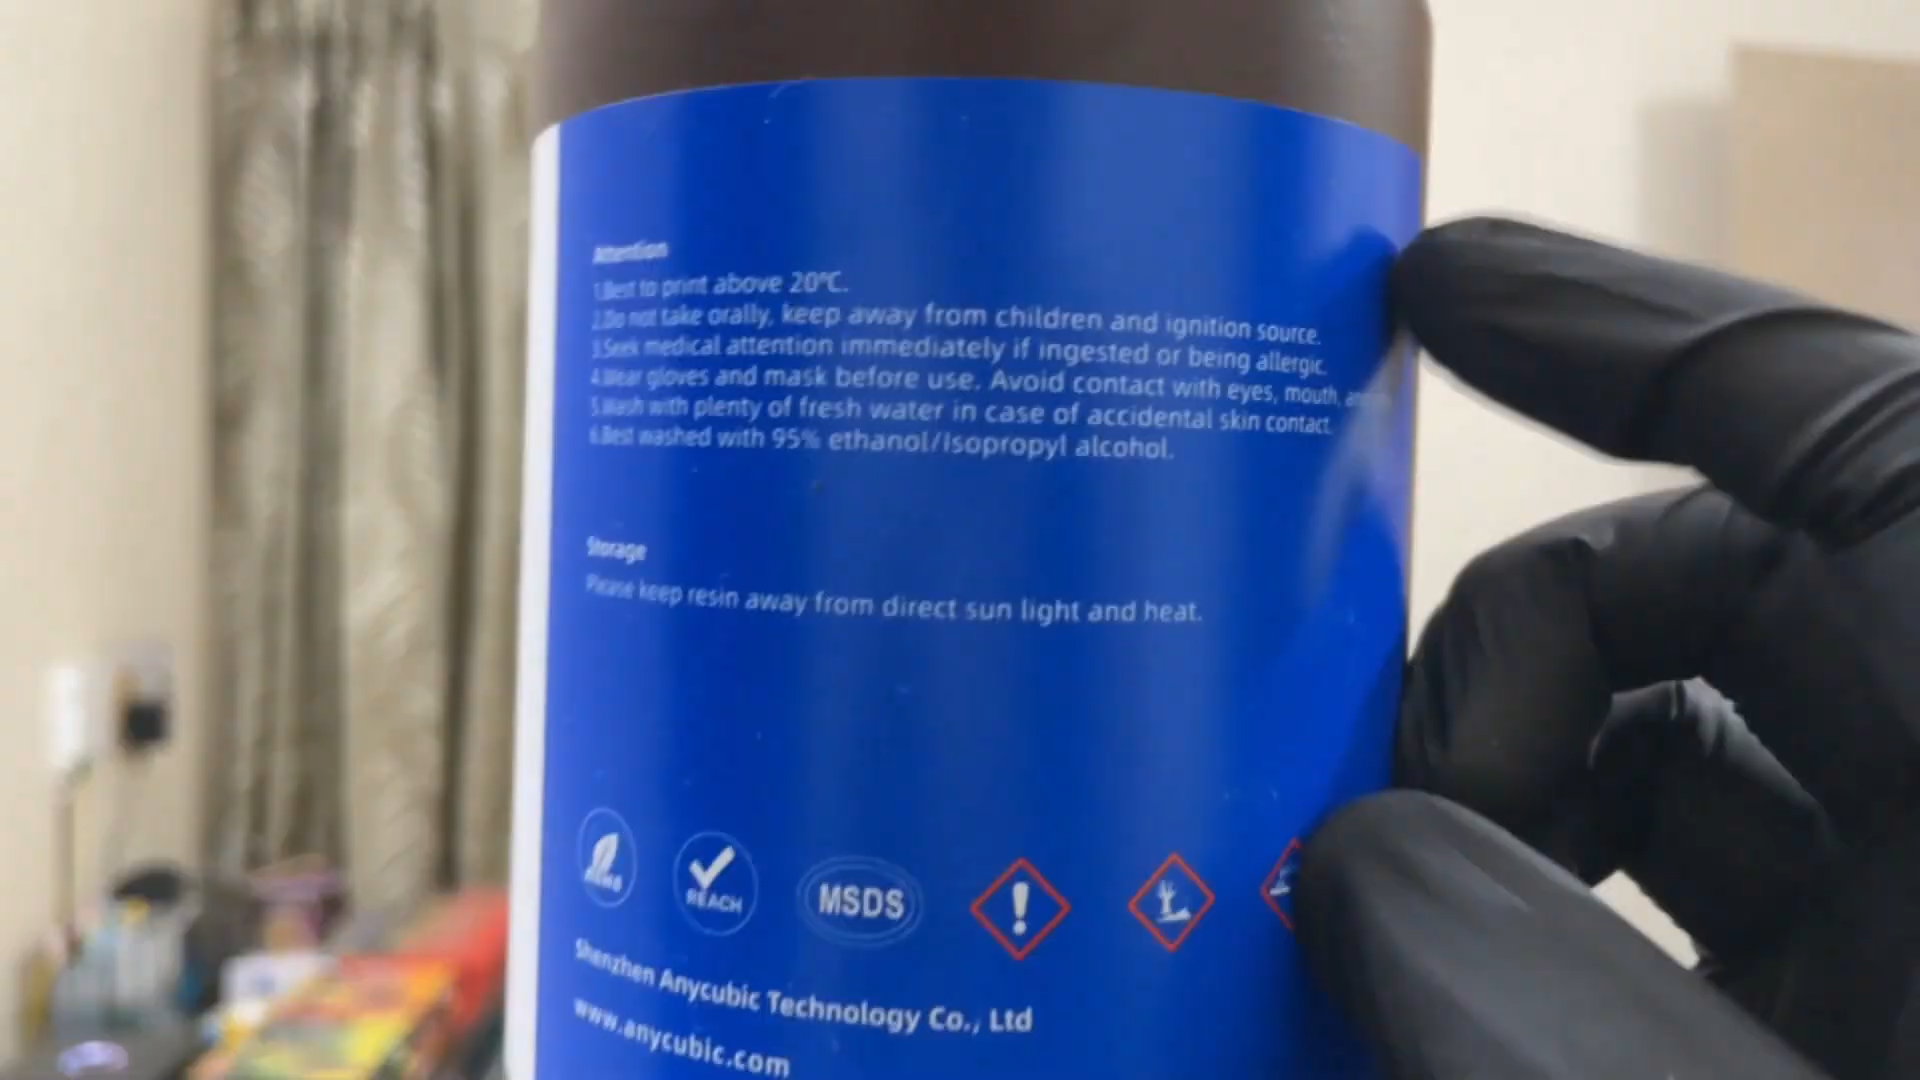 Attention
1.Best to print above 20℃.
2.Do not take orally, keep away from children and ignition source.
3.Seek medical attention immediately if ingested or being allergic.
4.Wear gloves and mask before use. Avoid contact with eyes, mouth,
5.Wash with plenty of fresh water in case of accidental skin contact.
6.Best washed with 95% ethanol/Isopropyl alcohol.
Storage
Please keep resin away from direct sun light and heat.
REACH
MSDS
Shenzhen Anycubic Technology Co., Ltd
www.anycubic.com